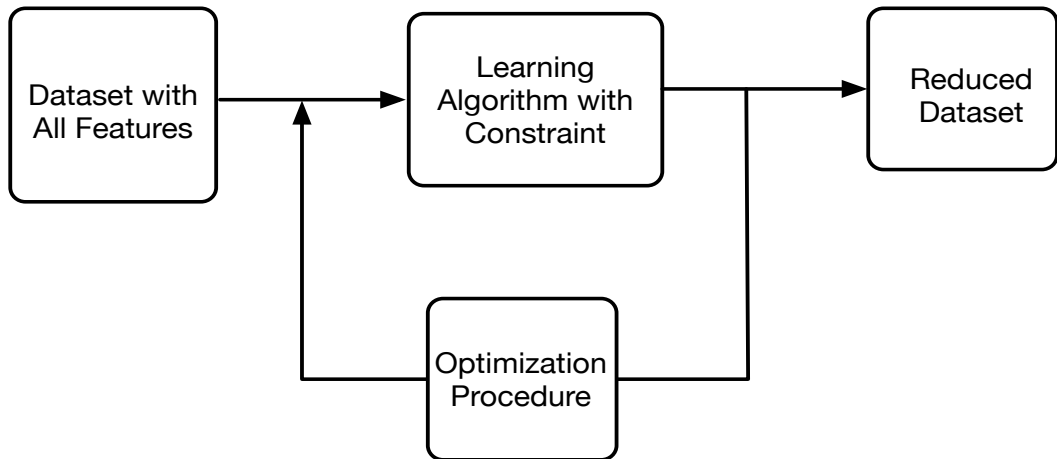 Dataset with
All Features
Learning
Algorithm with
Constraint
Reduced
Dataset
Optimization
Procedure